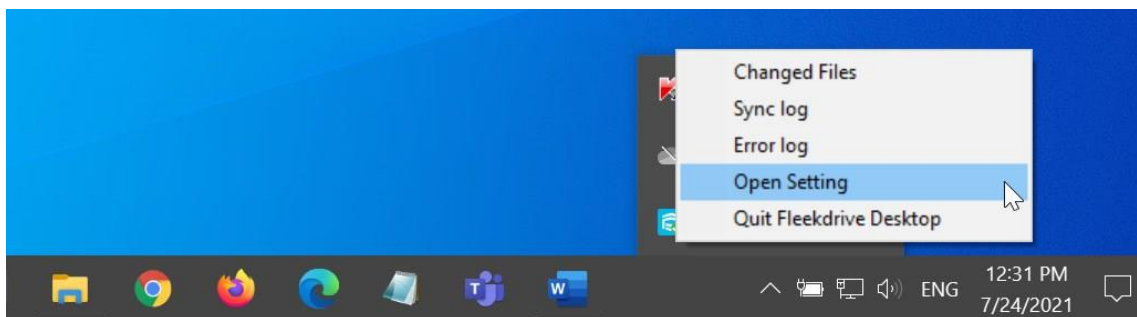 Changed Files
Sync log
Error log
Open Setting
Quit Fleekdrive Desktop
T
W
ENG
12:31 PM
7/24/2021